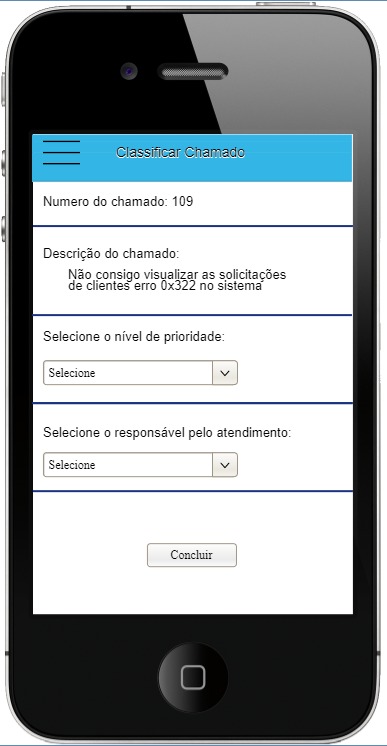 Classificar Chamado
Numero do chamado: 109
Descrição do chamado:
Não consigo visualizar as solicitações
de clientes erro 0x322 no sistema
Selecione o nível de prioridade:
Selecione
Selecione o responsável pelo atendimento:
Selecione
Concluir